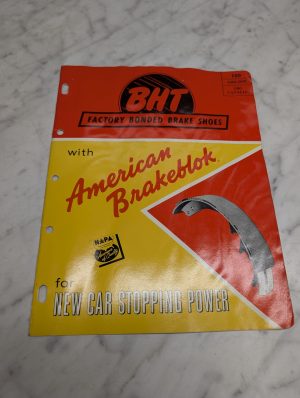 BHT
FACTORY BONDED BRAKE SHOES
with
American
Brakeblok
NAPA
for
NEW CAR STOPPING POWER